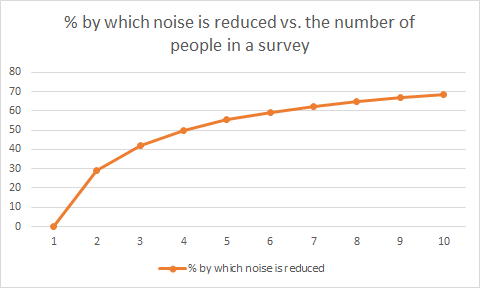 % by which noise is reduced vs. the number of
people in a survey
80
70
60
50
40
30
20
10
0
1 2 3 4 5 6 7 8 9 10
% by which noise is reduced